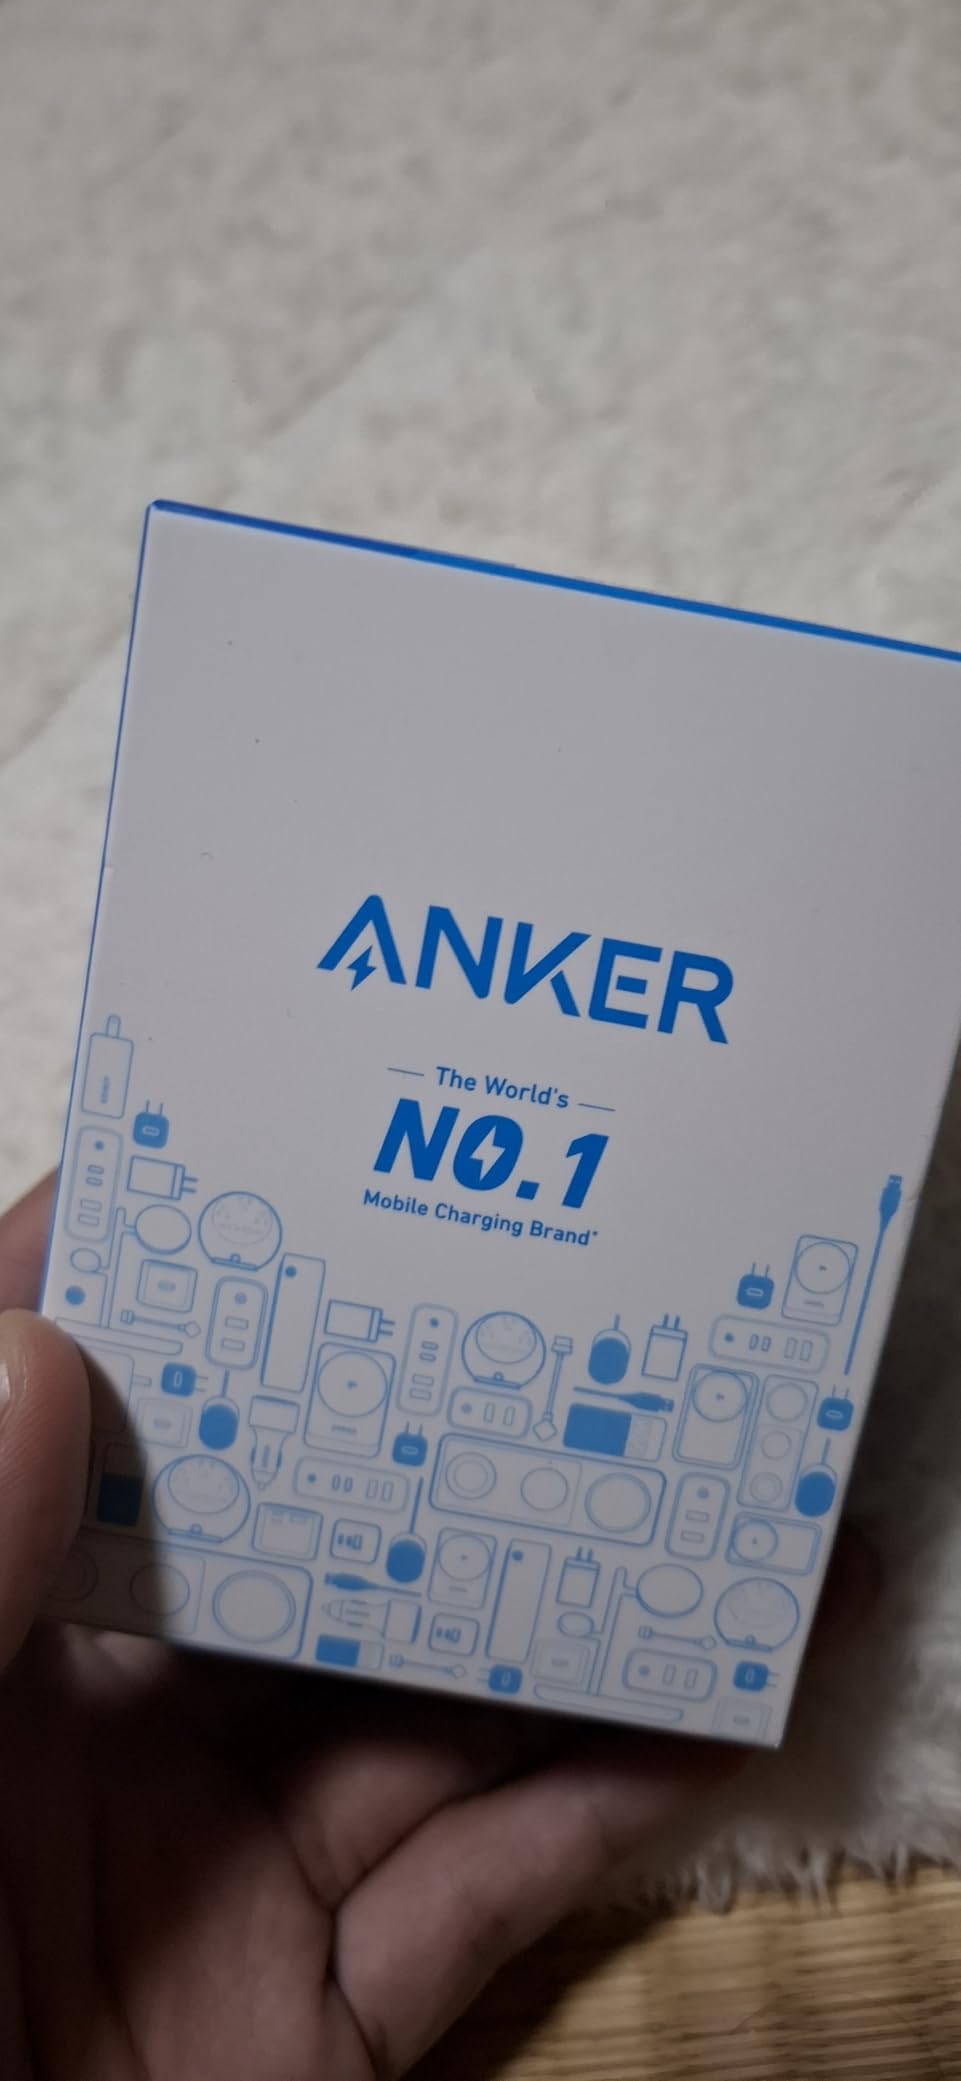 ANKER
The World's
NO.1
Mobile Charging Brand*